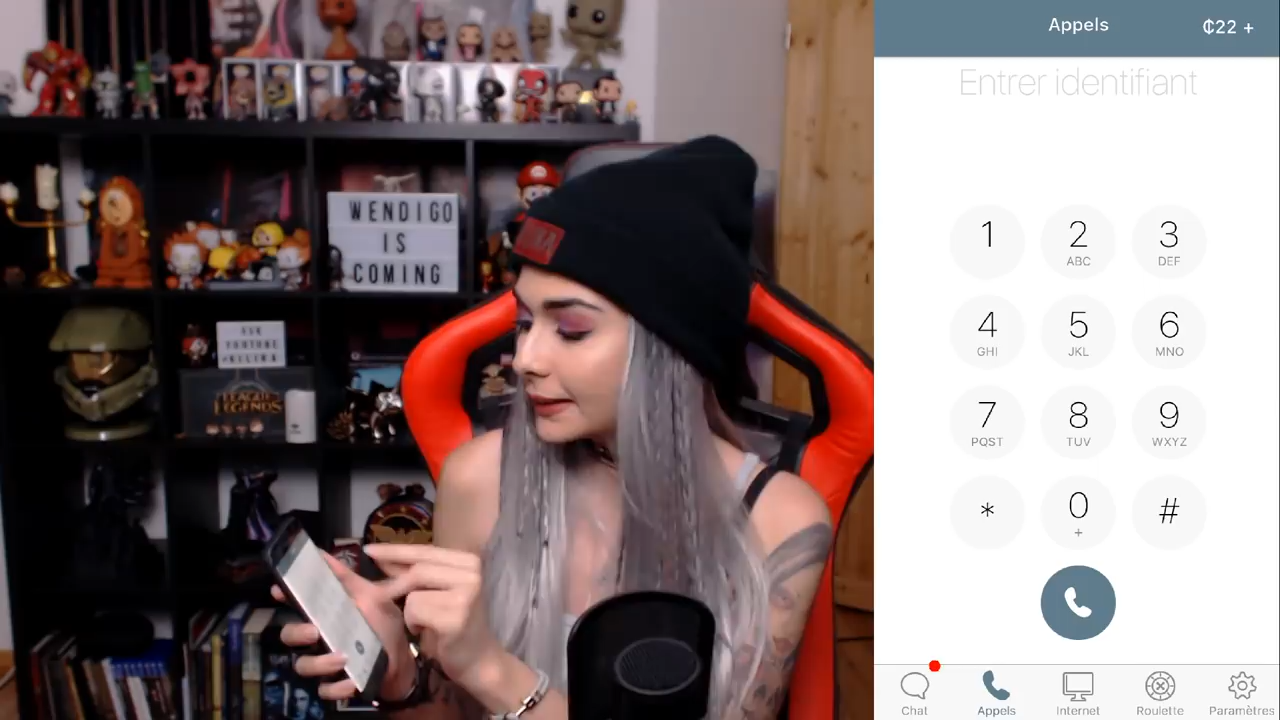 WENDIGO
IS
COMING
YOUTUBE
LEAGUE
LEGENDS
Appels
₵22 +
Entrer identifiant
1
2
ABC
3
DEF
4
GHI
5
JKL
6
MNO
7
PQST
8
TUV
9
WXYZ
*
0
+
#
Chat
Appels
Internet
Roulette
Paramètres